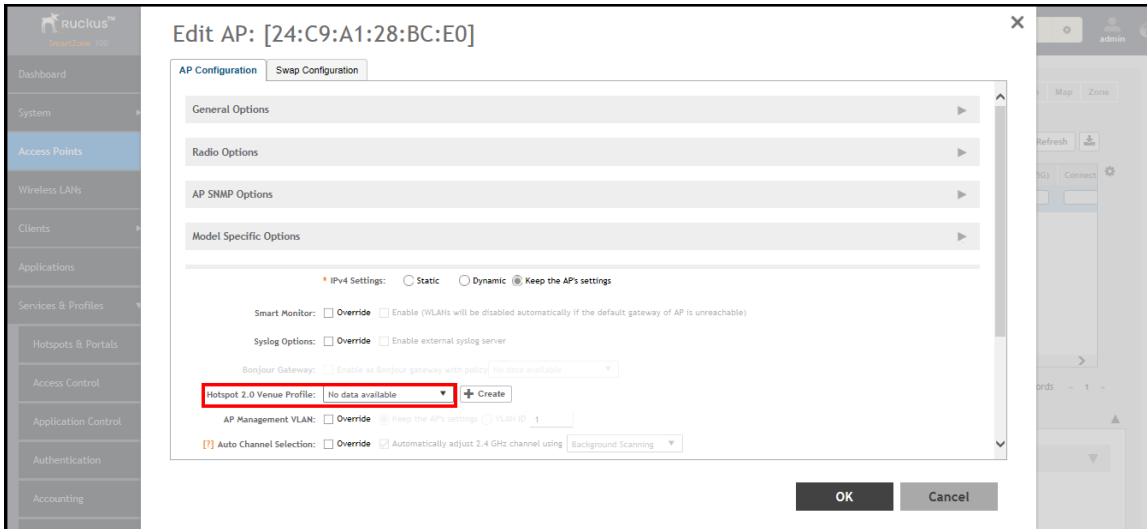 Ruckus™
SmartZone 100
Edit AP: [24:C9:A1:28:BC:E0]
×
admin
AP Configuration Swap Configuration
Dashboard
General Options
Map Zone
System
Radio Options
Refresh
Access Points
5G) Connect
AP SNMP Options
Wireless LANs
Clients
Model Specific Options
Applications
* IPv4 Settings: Static Dynamic Keep the AP's settings
Services & Profiles
Smart Monitor: Override Enable (WLANs will be disabled automatically if the default gateway of AP is unreachable)
Hotspots & Portals
Syslog Options: Override Enable external syslog server
Bonjour Gateway: Enable as Bonjour gateway with policy No data available
Access Control
Hotspot 2.0 Venue Profile: No data available + Create
ords - 1 -
Application Control
AP Management VLAN: Override Keep the AP's settings VLAN ID 1
[?] Auto Channel Selection: Override Automatically adjust 2.4 GHz channel using Background Scanning
Authentication
Accounting
OK Cancel